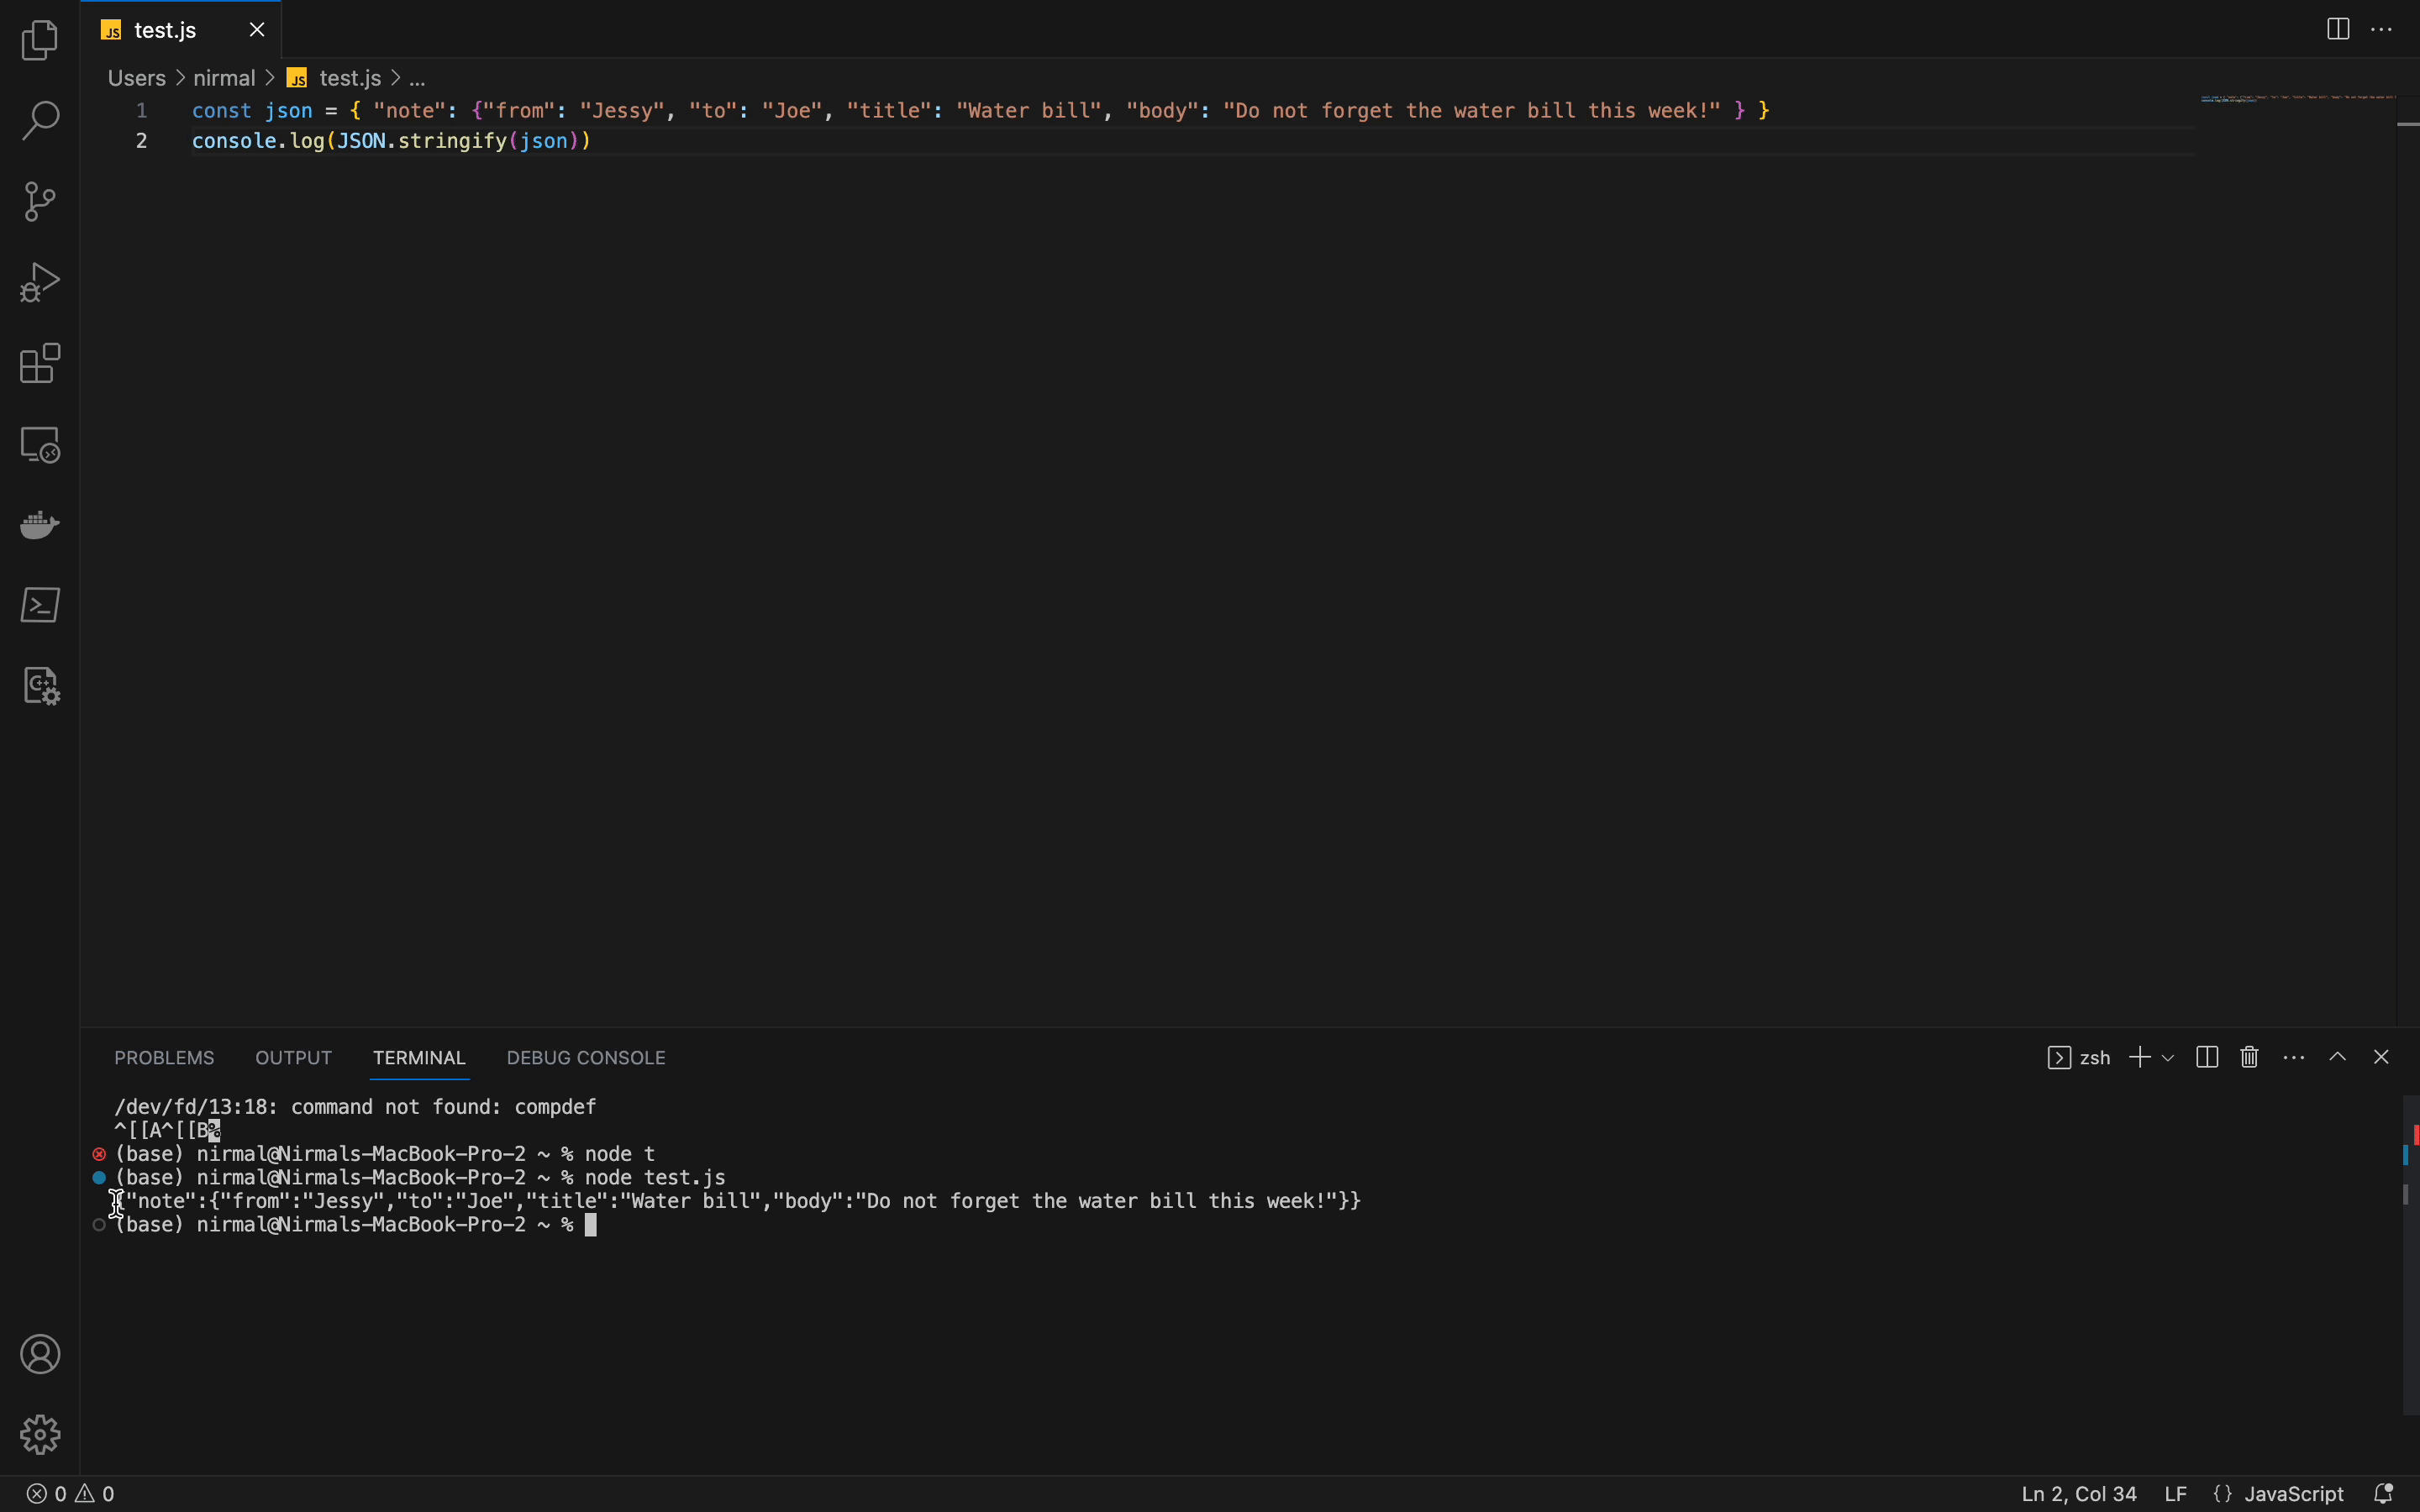 JS test.js
Users > nirmal > JS test.js > ...
1 const json = { "note": {"from": "Jessy", "to": "Joe", "title": "Water bill", "body": "Do not forget the water bill this week!" } }
2 console.log(JSON.stringify(json))
PROBLEMS OUTPUT TERMINAL DEBUG CONSOLE zsh
/dev/fd/13:18: command not found: compdef
^[[A^[[B%
(base) nirmal@Nirmals-MacBook-Pro-2 ~ % node t
(base) nirmal@Nirmals-MacBook-Pro-2 ~ % node test.js
{"note":{"from":"Jessy","to":"Joe","title":"Water bill","body":"Do not forget the water bill this week!"}}
(base) nirmal@Nirmals-MacBook-Pro-2 ~ %
0 0 Ln 2, Col 34 LF {} JavaScript